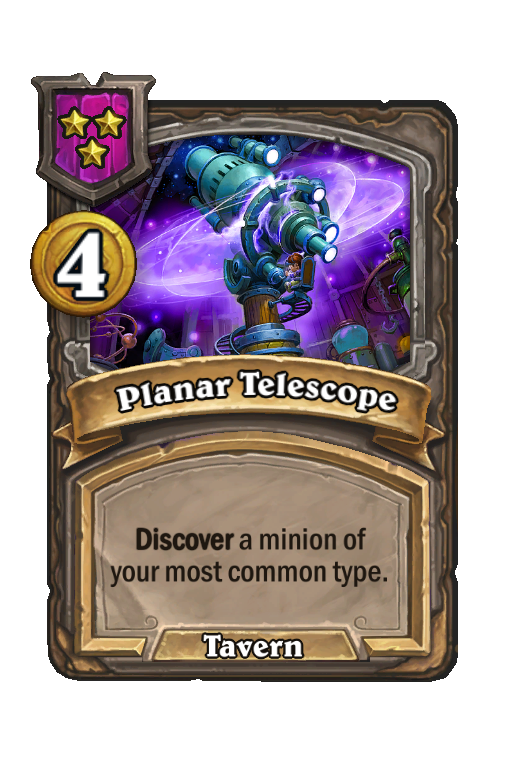 4
Planar Telescope
Discover a minion of
your most common type.
Tavern